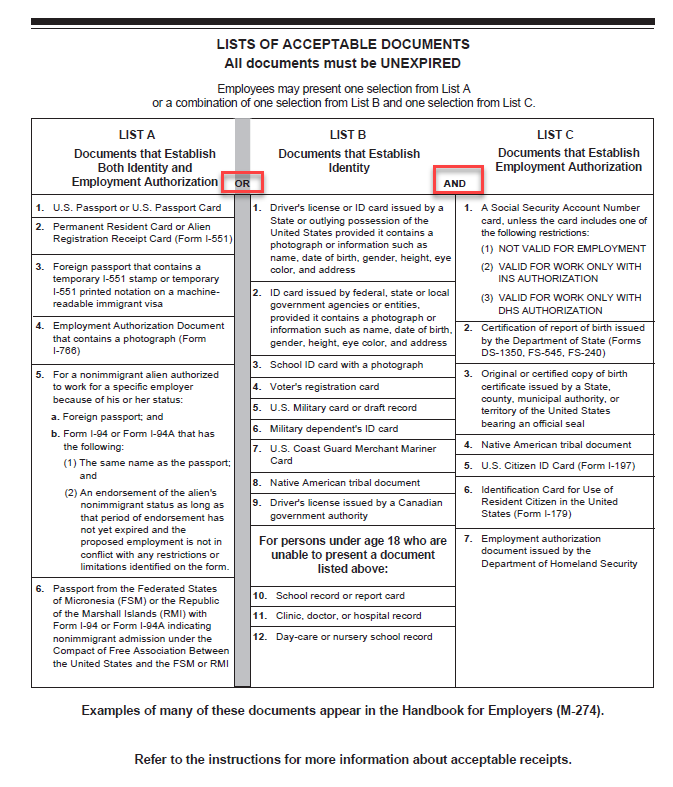 LISTS OF ACCEPTABLE DOCUMENTS
All documents must be UNEXPIRED
Employees may present one selection from List A
or a combination of one selection from List B and one selection from List C.
LIST A
Documents that Establish
Both Identity and
Employment Authorization
OR
LIST B
Documents that Establish
Identity
AND
LIST C
Documents that Establish
Employment Authorization
1. U.S. Passport or U.S. Passport Card
2. Permanent Resident Card or Alien
Registration Receipt Card (Form I-551)
3. Foreign passport that contains a
temporary I-551 stamp or temporary
I-551 printed notation on a machine-
readable immigrant visa
4. Employment Authorization Document
that contains a photograph (Form
I-766)
5. For a nonimmigrant alien authorized
to work for a specific employer
because of his or her status:
a. Foreign passport; and
b. Form I-94 or Form I-94A that has
the following:
(1) The same name as the passport;
and
(2) An endorsement of the alien's
nonimmigrant status as long as
that period of endorsement has
not yet expired and the
proposed employment is not in
conflict with any restrictions or
limitations identified on the form.
6. Passport from the Federated States
of Micronesia (FSM) or the Republic
of the Marshall Islands (RMI) with
Form I-94 or Form I-94A indicating
nonimmigrant admission under the
Compact of Free Association Between
the United States and the FSM or RMI
1. Driver's license or ID card issued by a
State or outlying possession of the
United States provided it contains a
photograph or information such as
name, date of birth, gender, height, eye
color, and address
2. ID card issued by federal, state or local
government agencies or entities,
provided it contains a photograph or
information such as name, date of birth,
gender, height, eye color, and address
3. School ID card with a photograph
4. Voter's registration card
5. U.S. Military card or draft record
6. Military dependent's ID card
7. U.S. Coast Guard Merchant Mariner
Card
8. Native American tribal document
9. Driver's license issued by a Canadian
government authority
For persons under age 18 who are
unable to present a document
listed above:
10. School record or report card
11. Clinic, doctor, or hospital record
12. Day-care or nursery school record
1. A Social Security Account Number
card, unless the card includes one of
the following restrictions:
(1) NOT VALID FOR EMPLOYMENT
(2) VALID FOR WORK ONLY WITH
INS AUTHORIZATION
(3) VALID FOR WORK ONLY WITH
DHS AUTHORIZATION
2. Certification of report of birth issued
by the Department of State (Forms
DS-1350, FS-545, FS-240)
3. Original or certified copy of birth
certificate issued by a State,
county, municipal authority, or
territory of the United States
bearing an official seal
4. Native American tribal document
5. U.S. Citizen ID Card (Form I-197)
6. Identification Card for Use of
Resident Citizen in the United
States (Form I-179)
7. Employment authorization
document issued by the
Department of Homeland Security
Examples of many of these documents appear in the Handbook for Employers (M-274).
Refer to the instructions for more information about acceptable receipts.